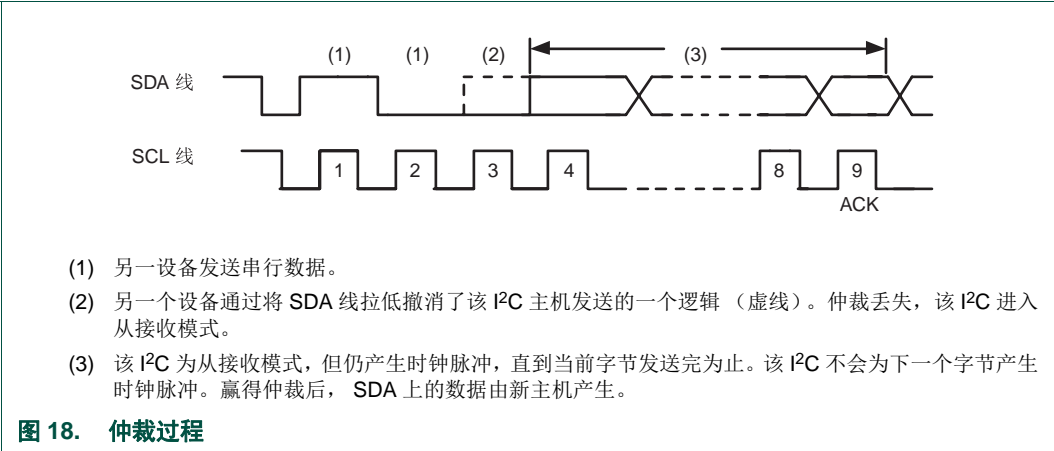 (1) (1) (2) (3)
SDA 线
SCL 线
1 2 3 4 8 9
ACK
(1) 另一设备发送串行数据。
(2) 另一个设备通过将 SDA 线拉低撤消了该 I2C 主机发送的一个逻辑 （虚线）。仲裁丢失，该 I2C 进入
从接收模式。
(3) 该 I2C 为从接收模式，但仍产生时钟脉冲，直到当前字节发送完为止。该 I2C 不会为下一个字节产生
时钟脉冲。赢得仲裁后， SDA 上的数据由新主机产生。
图 18. 仲裁过程